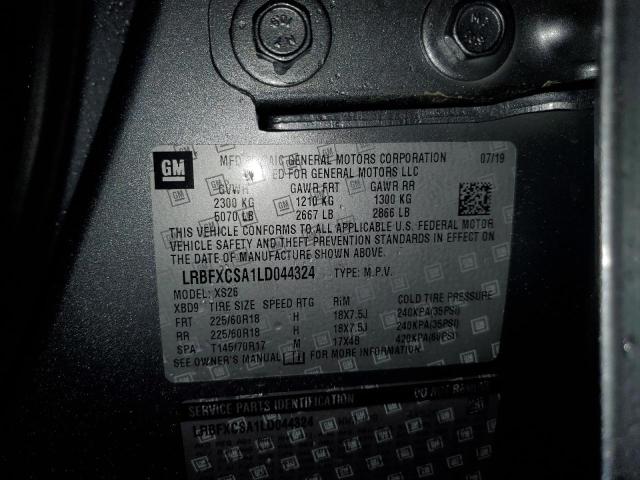 GM
MFD SAIC GENERAL MOTORS CORPORATION 07/19
FOR GENERAL MOTORS LLC
GVWR GAWR FRT GAWR RR
2300 KG 1210 KG 1300 KG
5070 LB 2667 LB 2866 LB
THIS VEHICLE CONFORMS TO ALL APPLICABLE U.S. FEDERAL MOTOR
VEHICLE SAFETY AND THEFT PREVENTION STANDARDS IN EFFECT ON
THE DATE OF MANUFACTURE SHOWN ABOVE.
LRBFXCSA1LD044324 TYPE: M.P.V.
MODEL: XS26
XBD9 TIRE SIZE SPEED RTG RIM COLD TIRE PRESSURE
FRT 225/60R18 H 18X7.5J 240KPA(35PSI)
RR 225/60R18 H 18X7.5J 240KPA(35PSI)
SPA T145/70R17 M 17X4B 420KPA(60PSI)
SEE OWNER'S MANUAL
SERVICE PARTS IDENTIFICATION
LRBFXCSA1LD044324